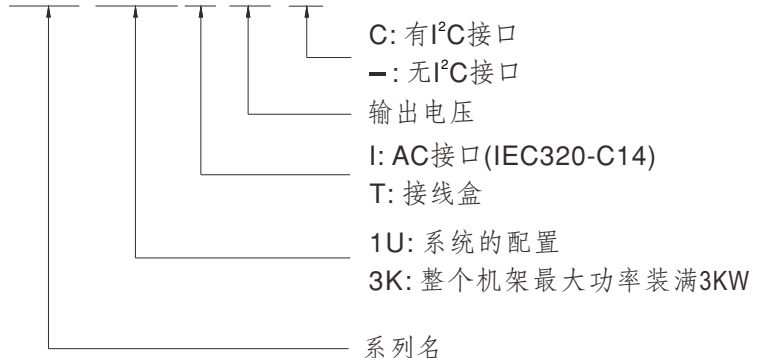 C: 有I²C接口
–: 无I²C接口
输出电压
I: AC接口(IEC320-C14)
T: 接线盒
1U: 系统的配置
3K: 整个机架最大功率装满3KW
系列名